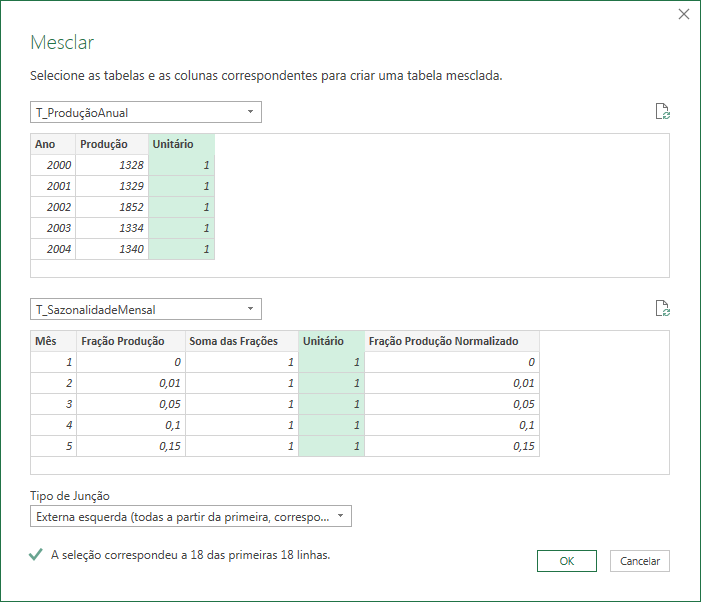 Mesclar
Selecione as tabelas e as colunas correspondentes para criar uma tabela mesclada.
T_ProduçãoAnual
Ano Produção Unitário
2000 1328 1
2001 1329 1
2002 1852 1
2003 1334 1
2004 1340 1
T_SazonalidadeMensal
Mês Fração Produção Soma das Frações Unitário Fração Produção Normalizado
1 0 1 1 0
2 0,01 1 1 0,01
3 0,05 1 1 0,05
4 0,1 1 1 0,1
5 0,15 1 1 0,15
Tipo de Junção
Externa esquerda (todas a partir da primeira, correspo...
A seleção correspondeu a 18 das primeiras 18 linhas.
OK Cancelar